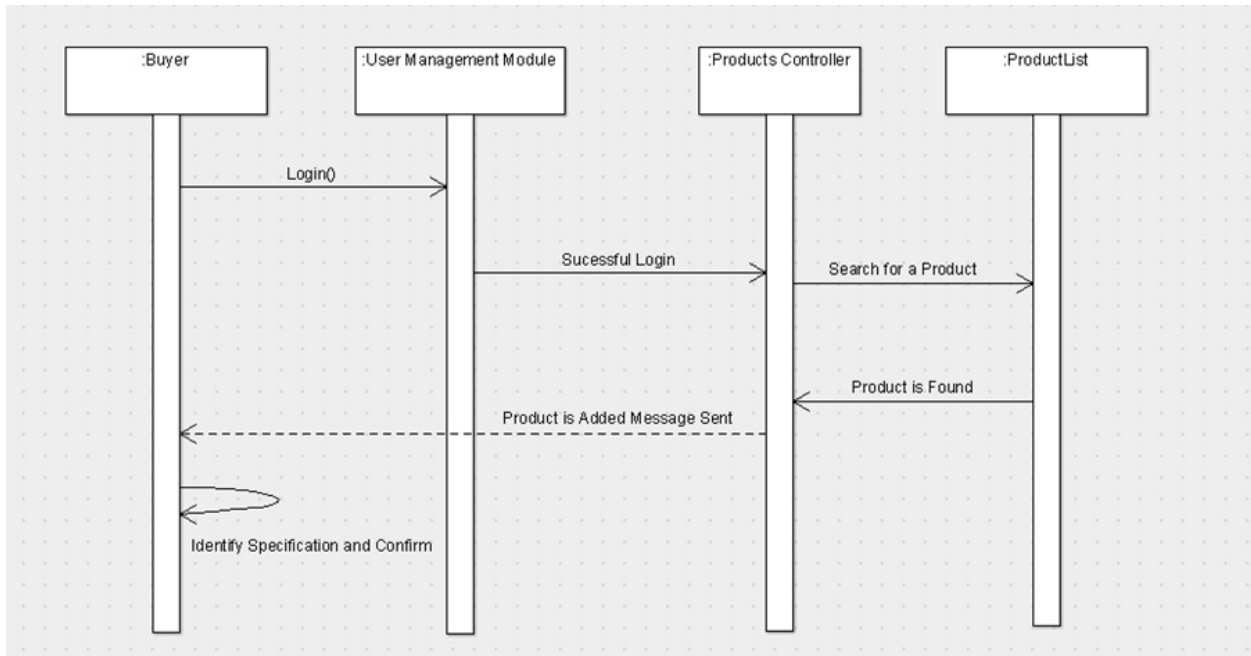 :Buyer
:User Management Module
:Products Controller
:ProductList
Login()
Sucessful Login
Search for a Product
Product is Found
Product is Added Message Sent
Identify Specification and Confirm